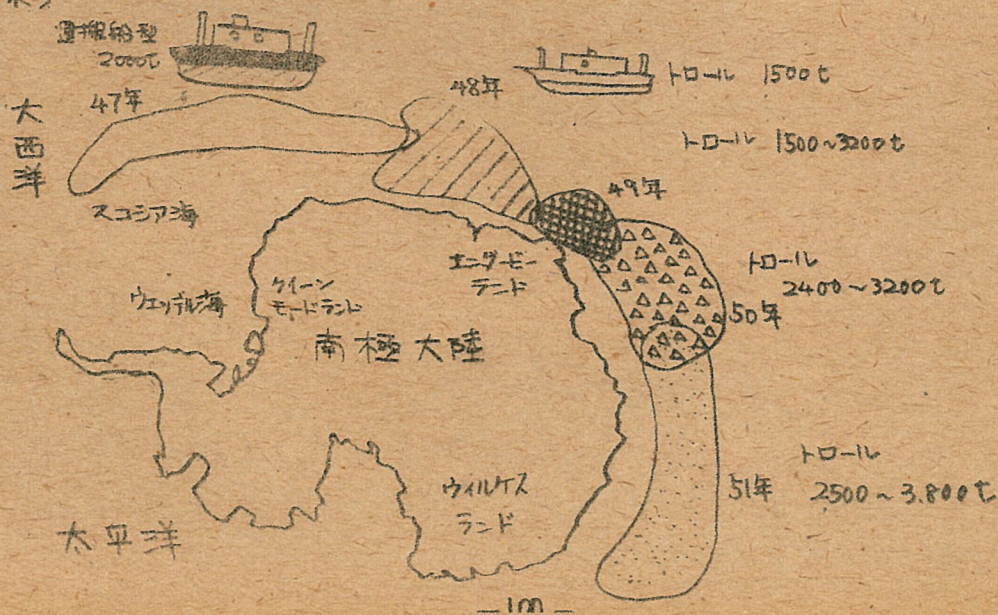 運搬船型
2000t
47年
48年
トロール 1500t
トロール 1500~3200t
大西洋
スコシア海
49年
エンダービー
ランド
トロール
2400~3200t
50年
ウェッデル海
クイーン
モードランド
南極大陸
トロール
2500~3.800t
51年
ウィルケス
ランド
太平洋